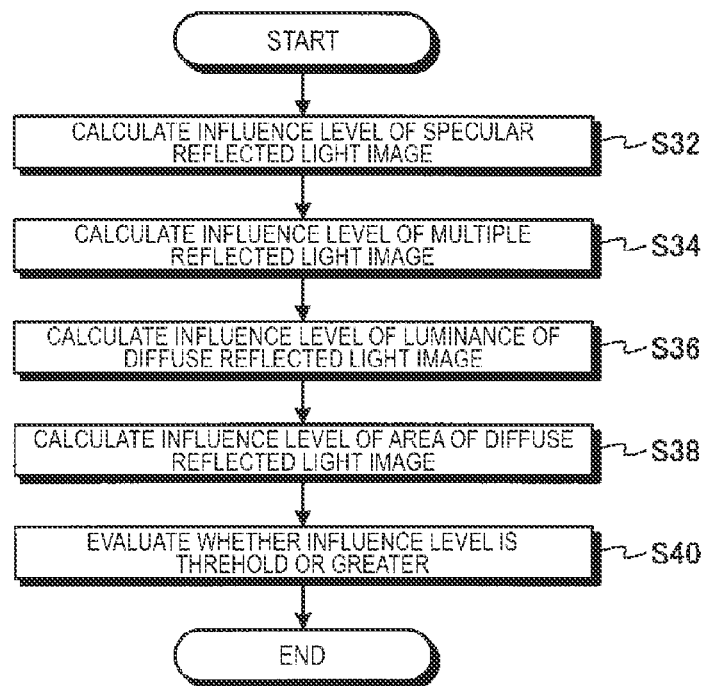 START
CALCULATE INFLUENCE LEVEL OF SPECULAR
REFLECTED LIGHT IMAGE
S32
CALCULATE INFLUENCE LEVEL OF MULTIPLE
REFLECTED LIGHT IMAGE
S34
CALCULATE INFLUENCE LEVEL OF LUMINANCE OF
DIFFUSE REFLECTED LIGHT IMAGE
S36
CALCULATE INFLUENCE LEVEL OF AREA OF DIFFUSE
REFLECTED LIGHT IMAGE
S38
EVALUATE WHETHER INFLUENCE LEVEL IS
THREHOLD OR GREATER
S40
END